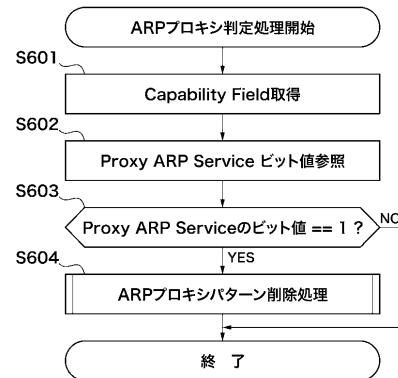 ARPプロキシ判定処理開始
S601
Capability Field取得
S602
Proxy ARP Service ビット値参照
S603
Proxy ARP Serviceのビット値 == 1 ?
NO
YES
S604
ARPプロキシパターン削除処理
終 了